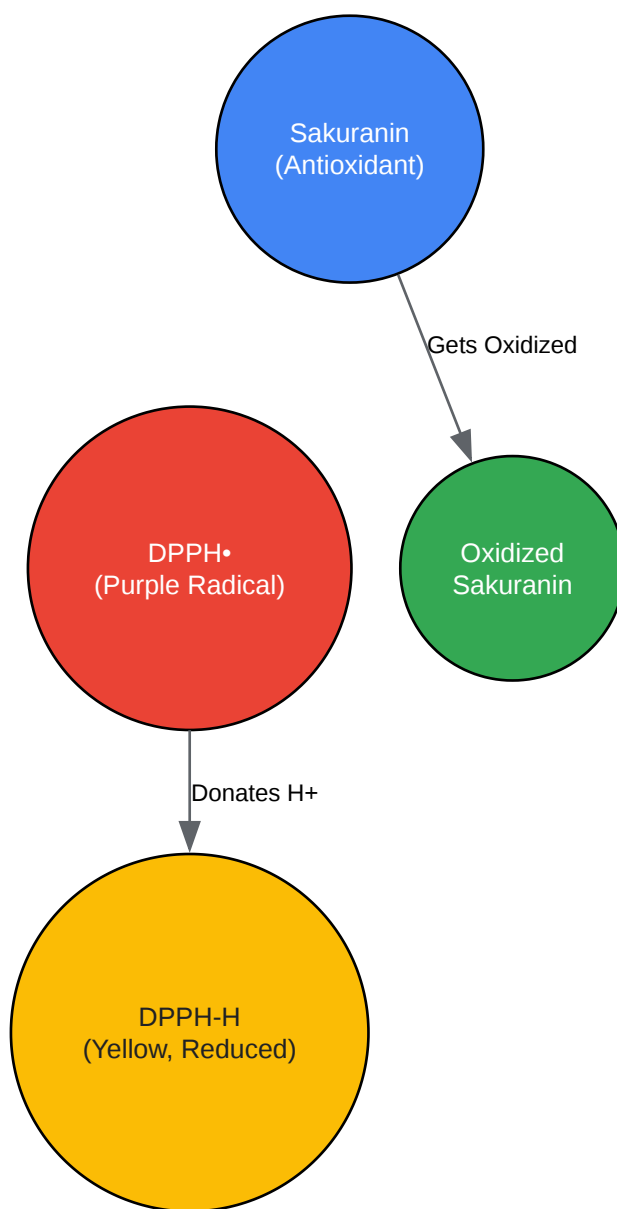 Sakuranin
(Antioxidant)
Gets Oxidized
DPPH•
(Purple Radical)
Oxidized
Sakuranin
Donates H+
DPPH-H
(Yellow, Reduced)